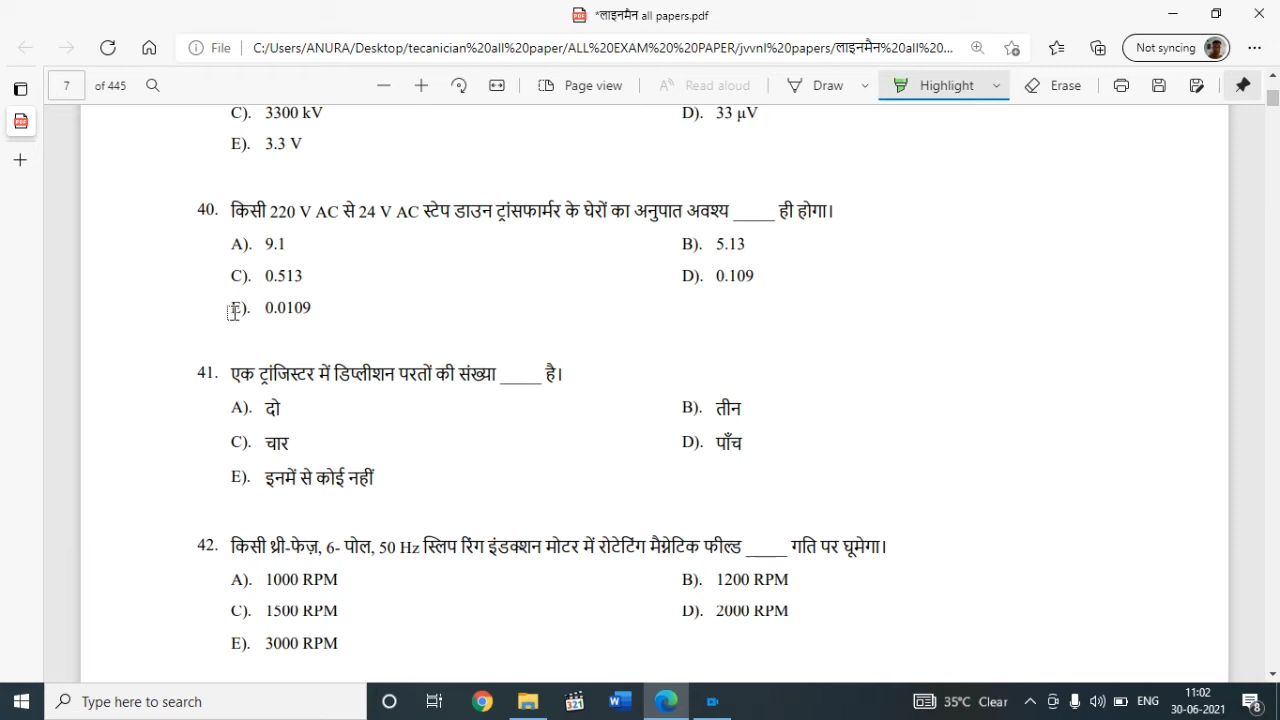 *लाइनमैन all papers.pdf
File C:/Users/ANURA/Desktop/tecanician%20all%20paper/ALL%20EXAM%20%20PAPER/jvvnl%20papers/लाइनमैन%20all%20... Not syncing
7 of 445 Page view Read aloud Draw Highlight Erase
C). 3300 kV D). 33 µV
E). 3.3 V
40. किसी 220 V AC से 24 V AC स्टेप डाउन ट्रांसफार्मर के घेरों का अनुपात अवश्य _____ ही होगा।
A). 9.1 B). 5.13
C). 0.513 D). 0.109
E). 0.0109
41. एक ट्रांजिस्टर में डिप्लीशन परतों की संख्या _____ है।
A). दो B). तीन
C). चार D). पाँच
E). इनमें से कोई नहीं
42. किसी थ्री-फेज़, 6- पोल, 50 Hz स्लिप रिंग इंडक्शन मोटर में रोटेटिंग मैग्नेटिक फील्ड _____ गति पर घूमेगा।
A). 1000 RPM B). 1200 RPM
C). 1500 RPM D). 2000 RPM
E). 3000 RPM
Type here to search 321 35°C Clear ENG 11:02 30-06-2021 8